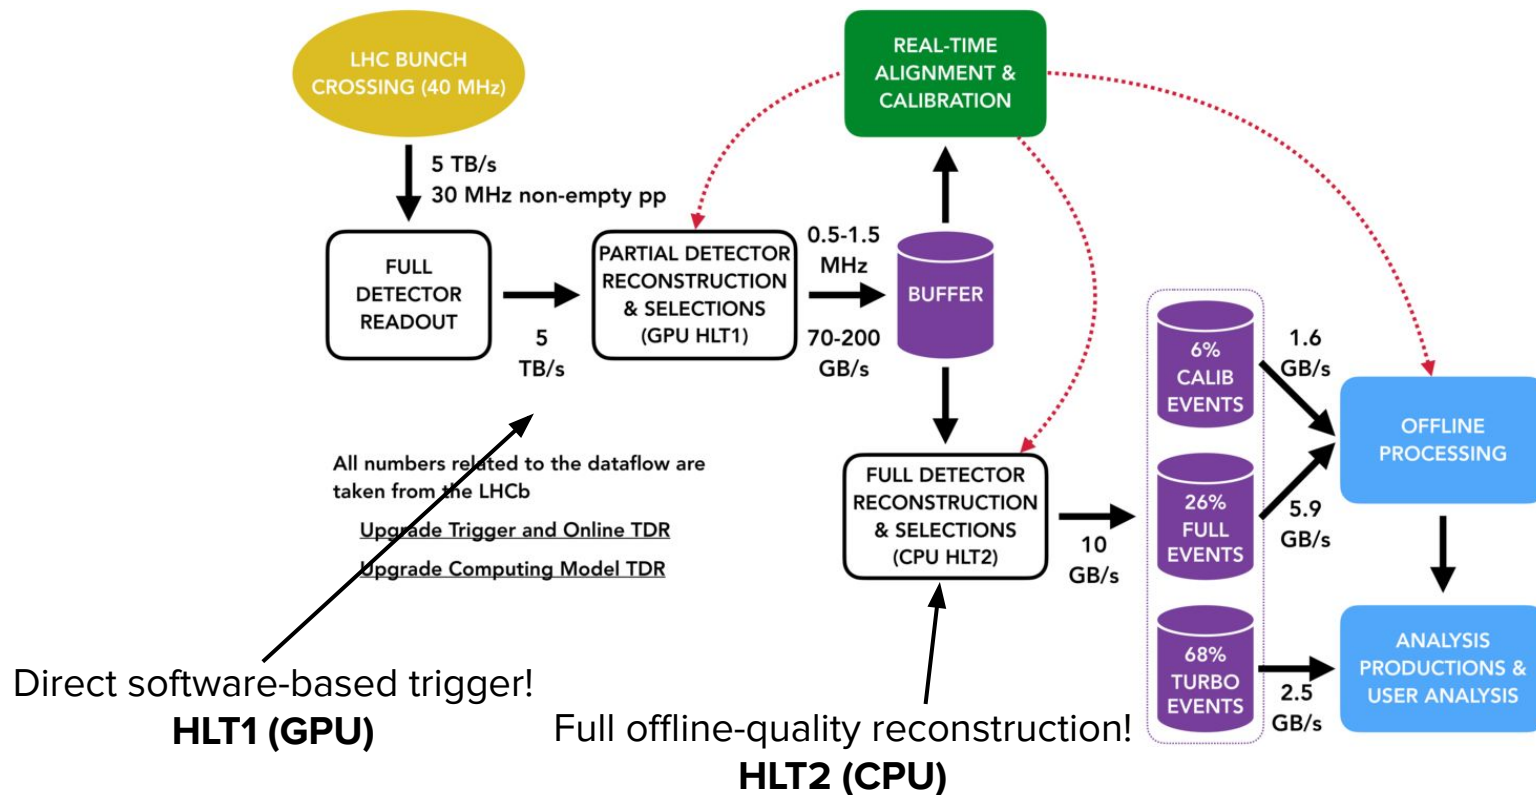 LHC BUNCH
CROSSING (40 MHz)
REAL-TIME
ALIGNMENT &
CALIBRATION
5 TB/s
30 MHz non-empty pp
FULL
DETECTOR
READOUT
5
TB/s
PARTIAL DETECTOR
RECONSTRUCTION
& SELECTIONS
(GPU HLT1)
0.5-1.5
MHz
70-200
GB/s
BUFFER
All numbers related to the dataflow are
taken from the LHCb
Upgrade Trigger and Online TDR
Upgrade Computing Model TDR
FULL DETECTOR
RECONSTRUCTION
& SELECTIONS
(CPU HLT2)
10
GB/s
6%
CALIB
EVENTS
1.6
GB/s
26%
FULL
EVENTS
5.9
GB/s
68%
TURBO
EVENTS
2.5
GB/s
OFFLINE
PROCESSING
ANALYSIS
PRODUCTIONS &
USER ANALYSIS
Direct software-based trigger!
HLT1 (GPU)
Full offline-quality reconstruction!
HLT2 (CPU)